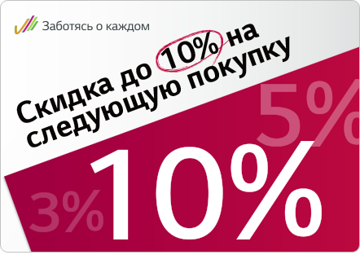 Заботясь о каждом
Скидка до 10% на
следующую покупку
5%
10%
3%